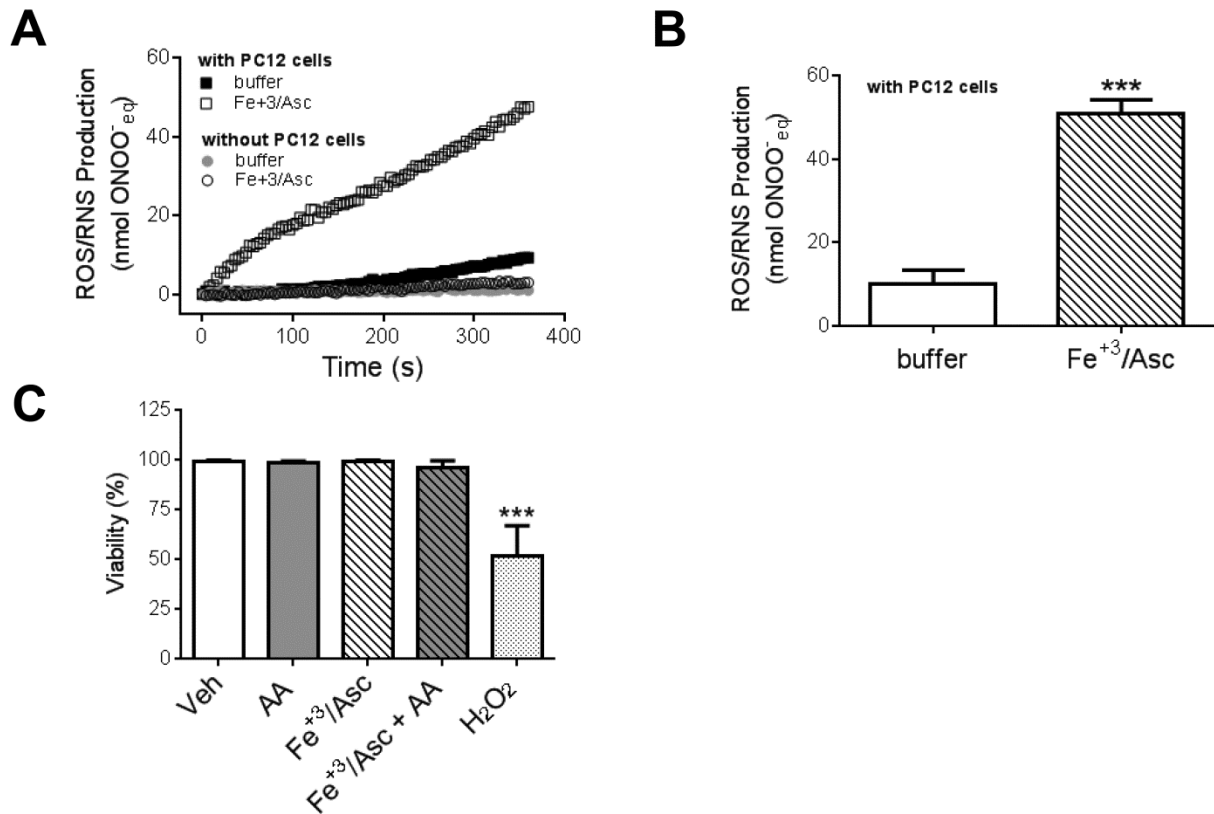 A
ROS/RNS Production
(nmol ONOO⁻eq)
60
40
20
0
with PC12 cells
buffer
Fe+3/Asc
without PC12 cells
buffer
Fe+3/Asc
0 100 200 300 400
Time (s)
B
ROS/RNS Production
(nmol ONOO⁻eq)
60
40
20
0
with PC12 cells
***
buffer Fe⁺³/Asc
C
Viability (%)
125
100
75
50
25
0
***
Veh
AA
Fe⁺³/Asc
Fe⁺³/Asc + AA
H₂O₂